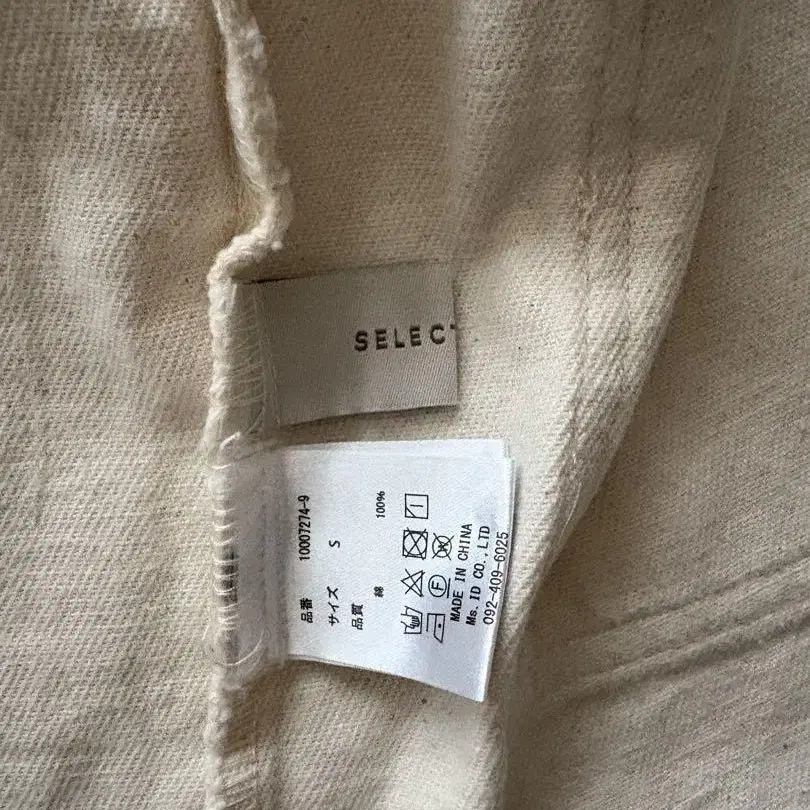 SELECT
品番 10007274-9
サイズ S
品質
綿 100%
MADE IN CHINA
Ms. ID CO., LTD
092-409-6025